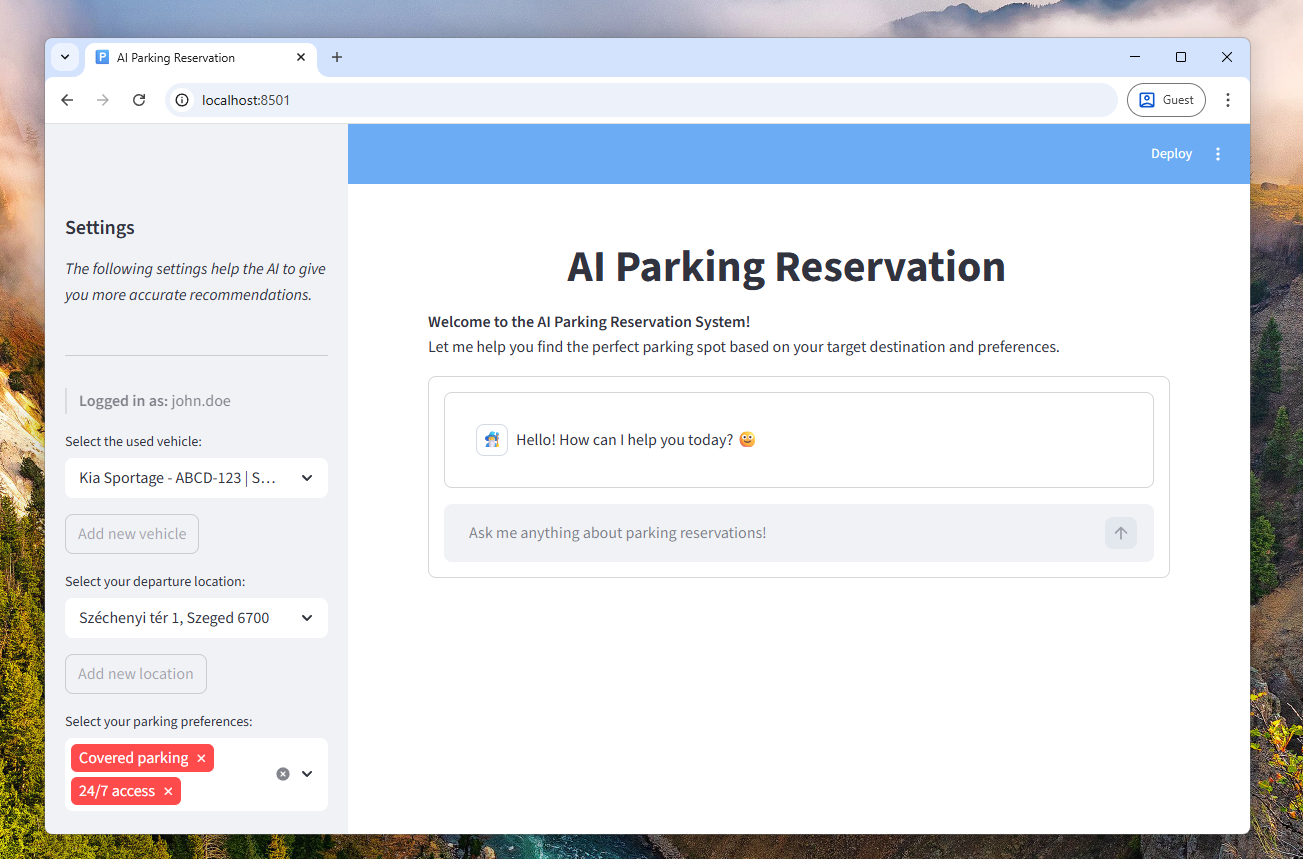 P AI Parking Reservation
localhost:8501
Guest
Deploy
Settings
The following settings help the AI to give
you more accurate recommendations.
Logged in as: john.doe
Select the used vehicle:
Kia Sportage - ABCD-123 | S…
Add new vehicle
Select your departure location:
Széchenyi tér 1, Szeged 6700
Add new location
Select your parking preferences:
Covered parking
24/7 access
AI Parking Reservation
Welcome to the AI Parking Reservation System!
Let me help you find the perfect parking spot based on your target destination and preferences.
Hello! How can I help you today?
Ask me anything about parking reservations!